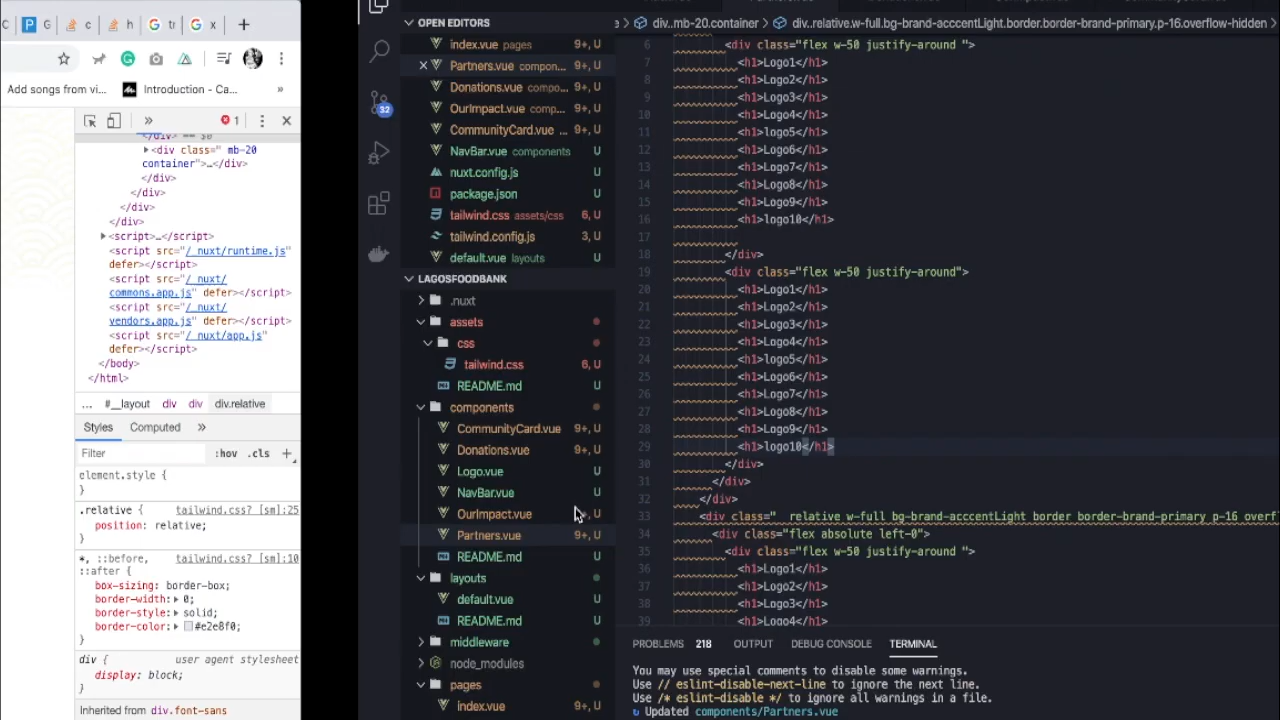 C
P
G
c
h
G tr
G x
+
Add songs from vi...
Introduction - Ca...
»
»
1
</div> == $0
<div class=" mb-20
container">…</div>
</div>
</div>
</div>
</div>
<script>…</script>
<script src="/_nuxt/runtime.js"
defer></script>
<script src="/_nuxt/
commons.app.js" defer></script>
<script src="/_nuxt/
vendors.app.js" defer></script>
<script src="/_nuxt/app.js"
defer></script>
</body>
</html>
... #__layout div div div.relative
Styles Computed »
Filter :hov .cls +
element.style {
}
.relative { tailwind.css? [sm]:25
position: relative;
}
*, ::before, tailwind.css? [sm]:10
::after {
box-sizing: border-box;
border-width: 0;
border-style: solid;
border-color: #e2e8f0;
}
div { user agent stylesheet
display: block;
}
Inherited from div.font-sans
32
OPEN EDITORS
index.vue pages 9+, U
Partners.vue compon... 9+, U
Donations.vue compo... 9+, U
OurImpact.vue comp... 9+, U
CommunityCard.vue ... 9+, U
NavBar.vue components U
nuxt.config.js U
package.json U
tailwind.css assets/css 6, U
tailwind.config.js 3, U
default.vue layouts U
LAGOSFOODBANK
.nuxt
assets
css
tailwind.css 6, U
README.md U
components
CommunityCard.vue 9+, U
Donations.vue 9+, U
Logo.vue U
NavBar.vue U
OurImpact.vue , U
Partners.vue 9+, U
README.md U
layouts
default.vue U
README.md U
middleware
node_modules
pages
index.vue 9+, U
e > div.mb-20.container > div.relative.w-full.bg-acccentLight.border.border-brand-primary.p-16.overflow-hidden >
6 <div class="flex w-50 justify-around ">
7 <h1>Logo1</h1>
8 <h1>Logo2</h1>
9 <h1>Logo3</h1>
10 <h1>Logo4</h1>
11 <h1>logo5</h1>
12 <h1>Logo6</h1>
13 <h1>Logo7</h1>
14 <h1>Logo8</h1>
15 <h1>Logo9</h1>
16 <h1>logo10</h1>
17
18 </div>
19 <div class="flex w-50 justify-around">
20 <h1>Logo1</h1>
21 <h1>Logo2</h1>
22 <h1>Logo3</h1>
23 <h1>Logo4</h1>
24 <h1>logo5</h1>
25 <h1>Logo6</h1>
26 <h1>Logo7</h1>
27 <h1>Logo8</h1>
28 <h1>Logo9</h1>
29 <h1>logo10</h1>
30 </div>
31 </div>
32 </div>
33 <div class=" relative w-full bg-brand-acccentLight border border-brand-primary p-16 overf
34 <div class="flex absolute left-0">
35 <div class="flex w-50 justify-around ">
36 <h1>Logo1</h1>
37 <h1>Logo2</h1>
38 <h1>Logo3</h1>
39 <h1>Logo4</h1>
PROBLEMS 218 OUTPUT DEBUG CONSOLE TERMINAL
You may use special comments to disable some warnings.
Use // eslint-disable-next-line to ignore the next line.
Use /* eslint-disable */ to ignore all warnings in a file.
Updated components/Partners.vue